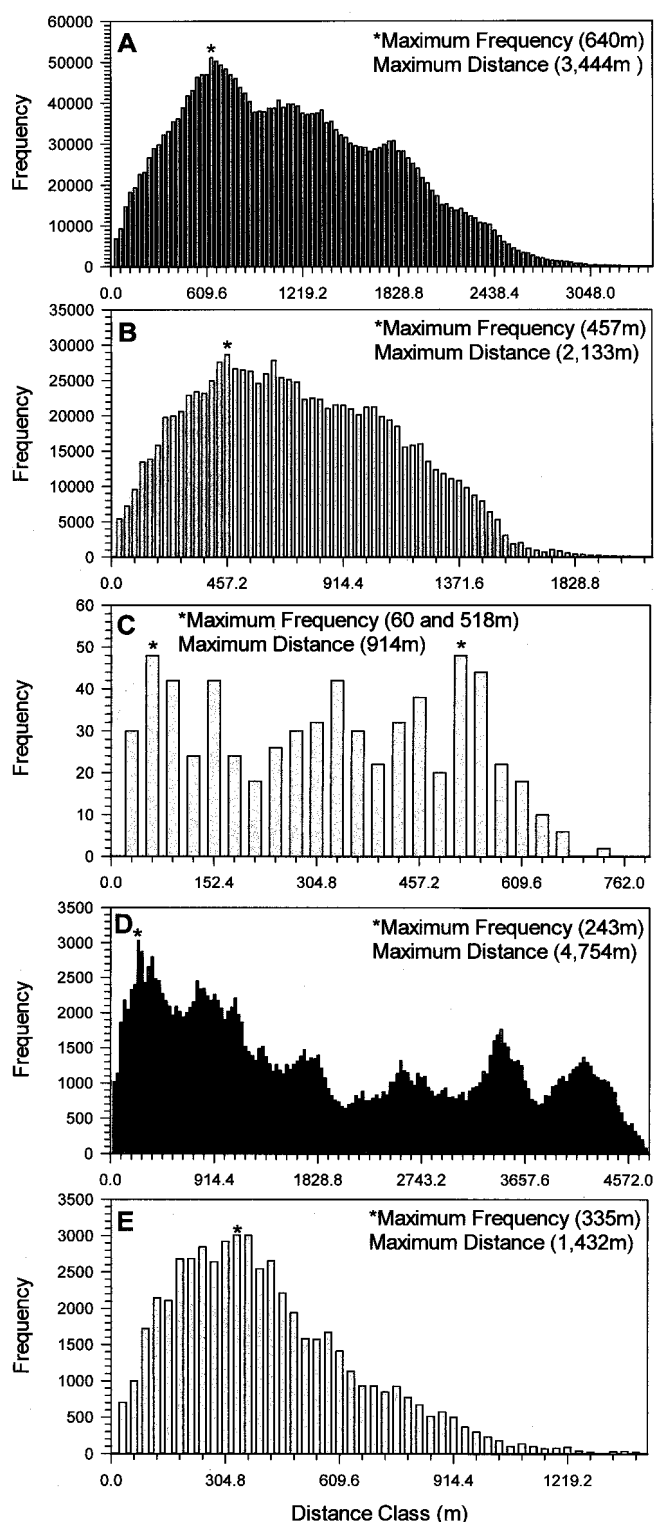 A
*Maximum Frequency (640m)
Maximum Distance (3,444m )
Frequency
60000
50000
40000
30000
20000
10000
0
0.0 609.6 1219.2 1828.8 2438.4 3048.0
B
*Maximum Frequency (457m)
Maximum Distance (2,133m)
*
Frequency
35000
30000
25000
20000
15000
10000
5000
0
0.0 457.2 914.4 1371.6 1828.8
C
*Maximum Frequency (60 and 518m)
Maximum Distance (914m)
* *
Frequency
60
50
40
30
20
10
0
0.0 152.4 304.8 457.2 609.6 762.0
D
*Maximum Frequency (243m)
Maximum Distance (4,754m)
*
Frequency
3500
3000
2500
2000
1500
1000
500
0
0.0 914.4 1828.8 2743.2 3657.6 4572.0
E
*Maximum Frequency (335m)
Maximum Distance (1,432m)
*
Frequency
3500
3000
2500
2000
1500
1000
500
0
0.0 304.8 609.6 914.4 1219.2
Distance Class (m)